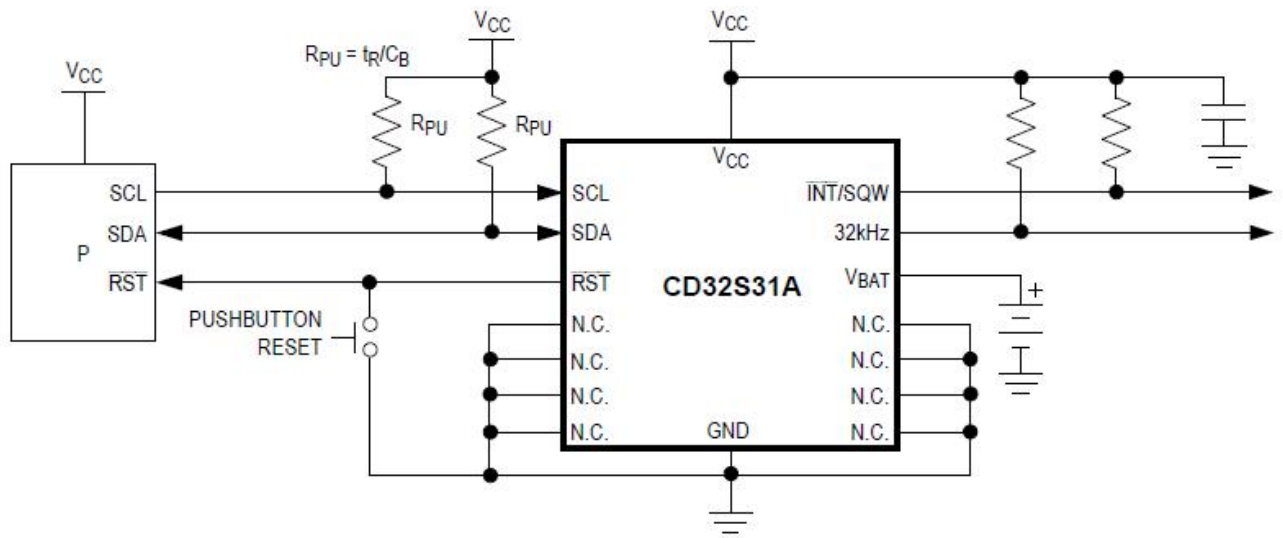 VCC
RPU = tR/CB
VCC
VCC
RPU
RPU
P
SCL
SDA
RST
PUSHBUTTON
RESET
VCC
SCL
SDA
RST
N.C.
N.C.
N.C.
N.C.
CD32S31A
GND
INT/SQW
32kHz
VBAT
N.C.
N.C.
N.C.
N.C.
+